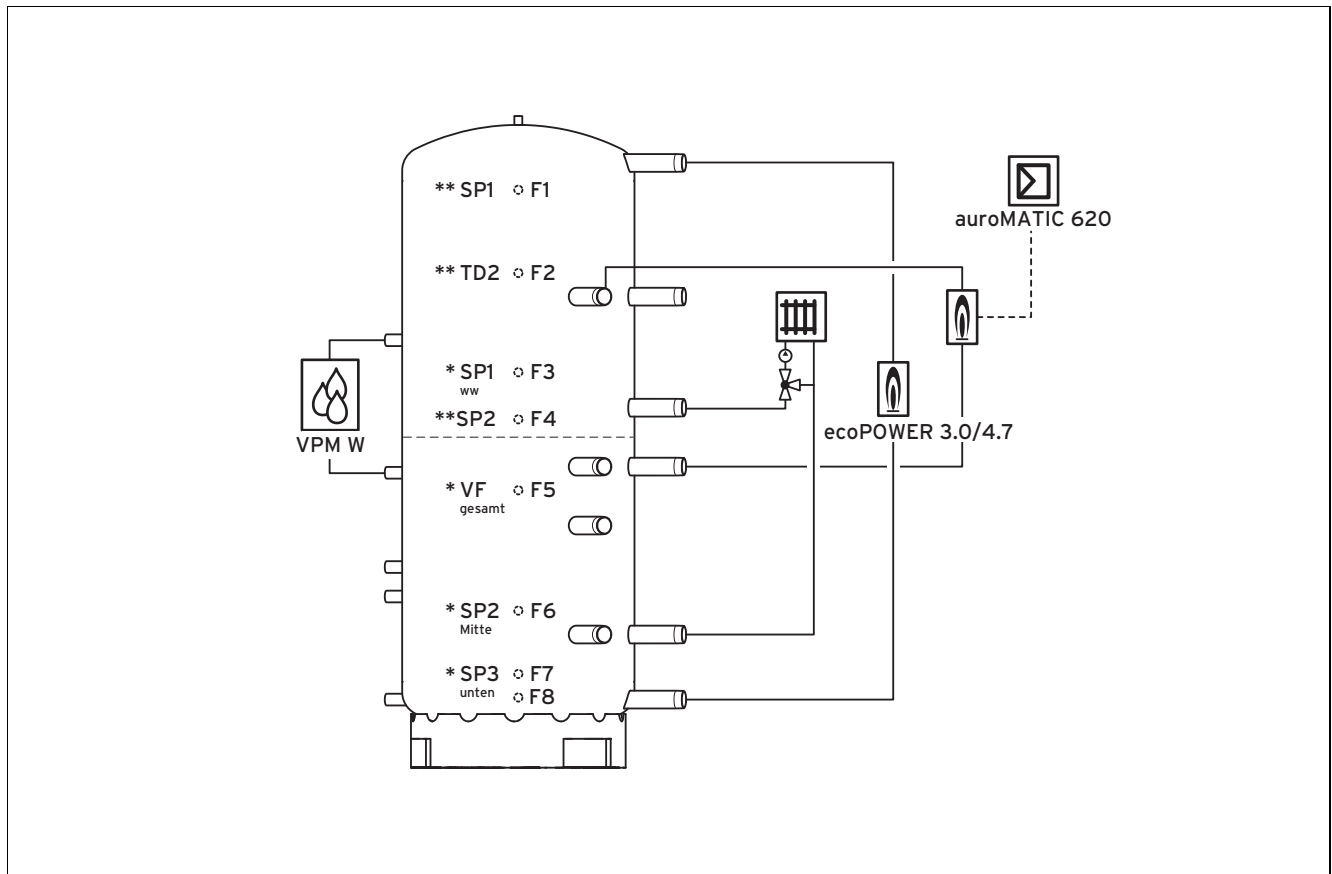 ** SP1 F1
auroMATIC 620
** TD2 F2
* SP1 F3
ww
**SP2 F4
ecoPOWER 3.0/4.7
VPM W
* VF F5
gesamt
* SP2 F6
Mitte
* SP3 F7
unten
F8